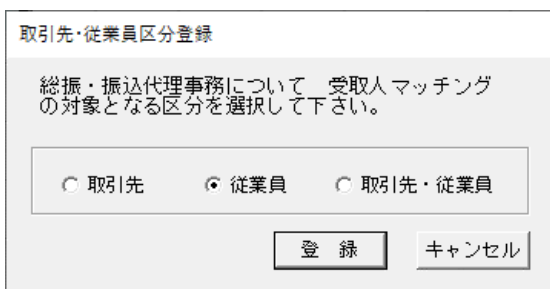 取引先・従業員区分登録
総振・振込代理事務について　受取人マッチング
の対象となる区分を選択して下さい。
取引先　従業員　取引先・従業員
登　録　キャンセル